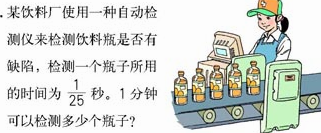 .某饮料厂使用一种自动检
测仪来检测饮料瓶是否有
缺陷，检测一个瓶子所用
的时间为 1/25 秒。1 分钟
可以检测多少个瓶子？